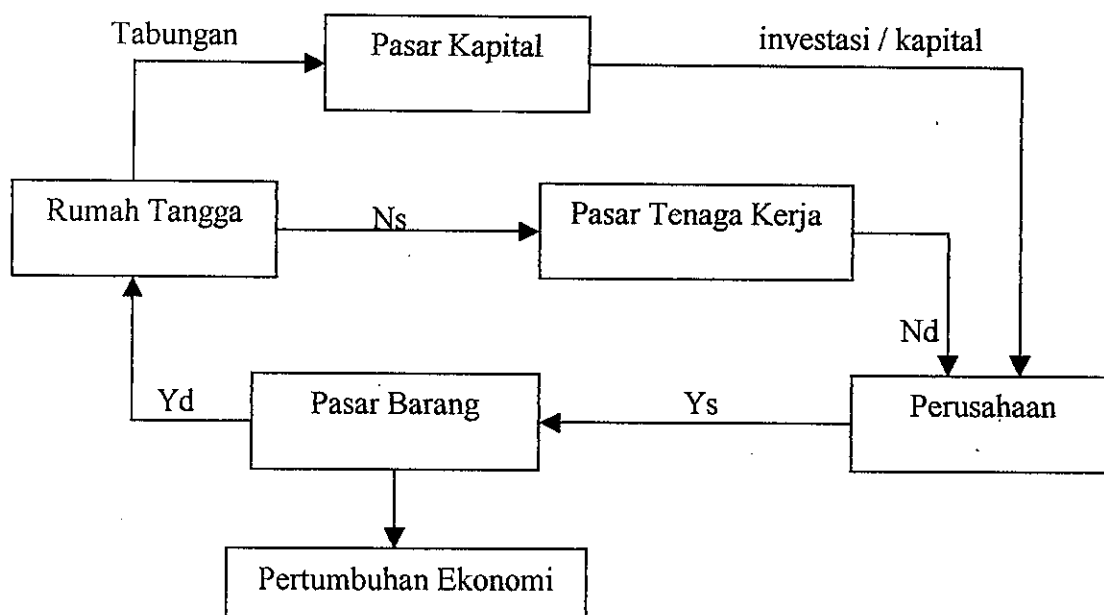 Tabungan
Pasar Kapital
investasi / kapital
Rumah Tangga
Ns
Pasar Tenaga Kerja
Nd
Yd
Pasar Barang
Ys
Perusahaan
Pertumbuhan Ekonomi